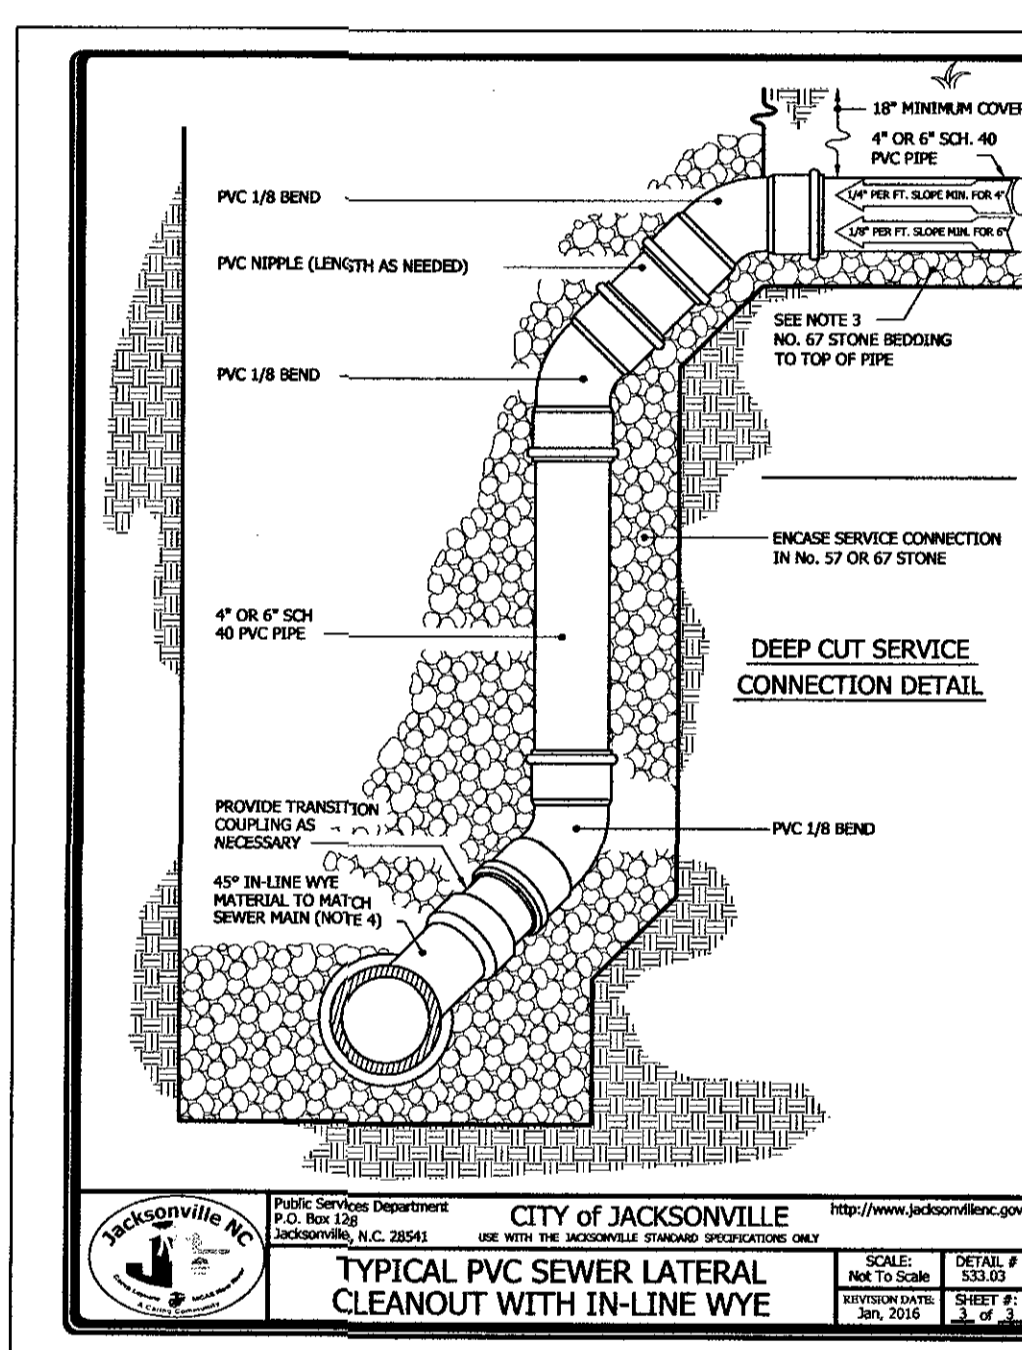 18" MINIMUM COVER
4" OR 6" SCH. 40
PVC PIPE
PVC 1/8 BEND
1/4" PER FT. SLOPE MIN. FOR 4"
1/8" PER FT. SLOPE MIN. FOR 6"
PVC NIPPLE (LENGTH AS NEEDED)
SEE NOTE 3
NO. 67 STONE BEDDING
TO TOP OF PIPE
PVC 1/8 BEND
ENCASE SERVICE CONNECTION
IN No. 57 OR 67 STONE
4" OR 6" SCH
40 PVC PIPE
DEEP CUT SERVICE
CONNECTION DETAIL
PROVIDE TRANSITION
COUPLING AS
NECESSARY
PVC 1/8 BEND
45° IN-LINE WYE
MATERIAL TO MATCH
SEWER MAIN (NOTE 4)
Jacksonville NC
Camp Lejeune
MCAS New River
A Caring Community
Public Services Department
P.O. Box 128
Jacksonville, N.C. 28541
CITY of JACKSONVILLE
USE WITH THE JACKSONVILLE STANDARD SPECIFICATIONS ONLY
http://www.jacksonvillenc.gov
TYPICAL PVC SEWER LATERAL
CLEANOUT WITH IN-LINE WYE
SCALE:
Not To Scale
DETAIL #
533.03
REVISION DATE:
Jan, 2016
SHEET #:
3 of 3